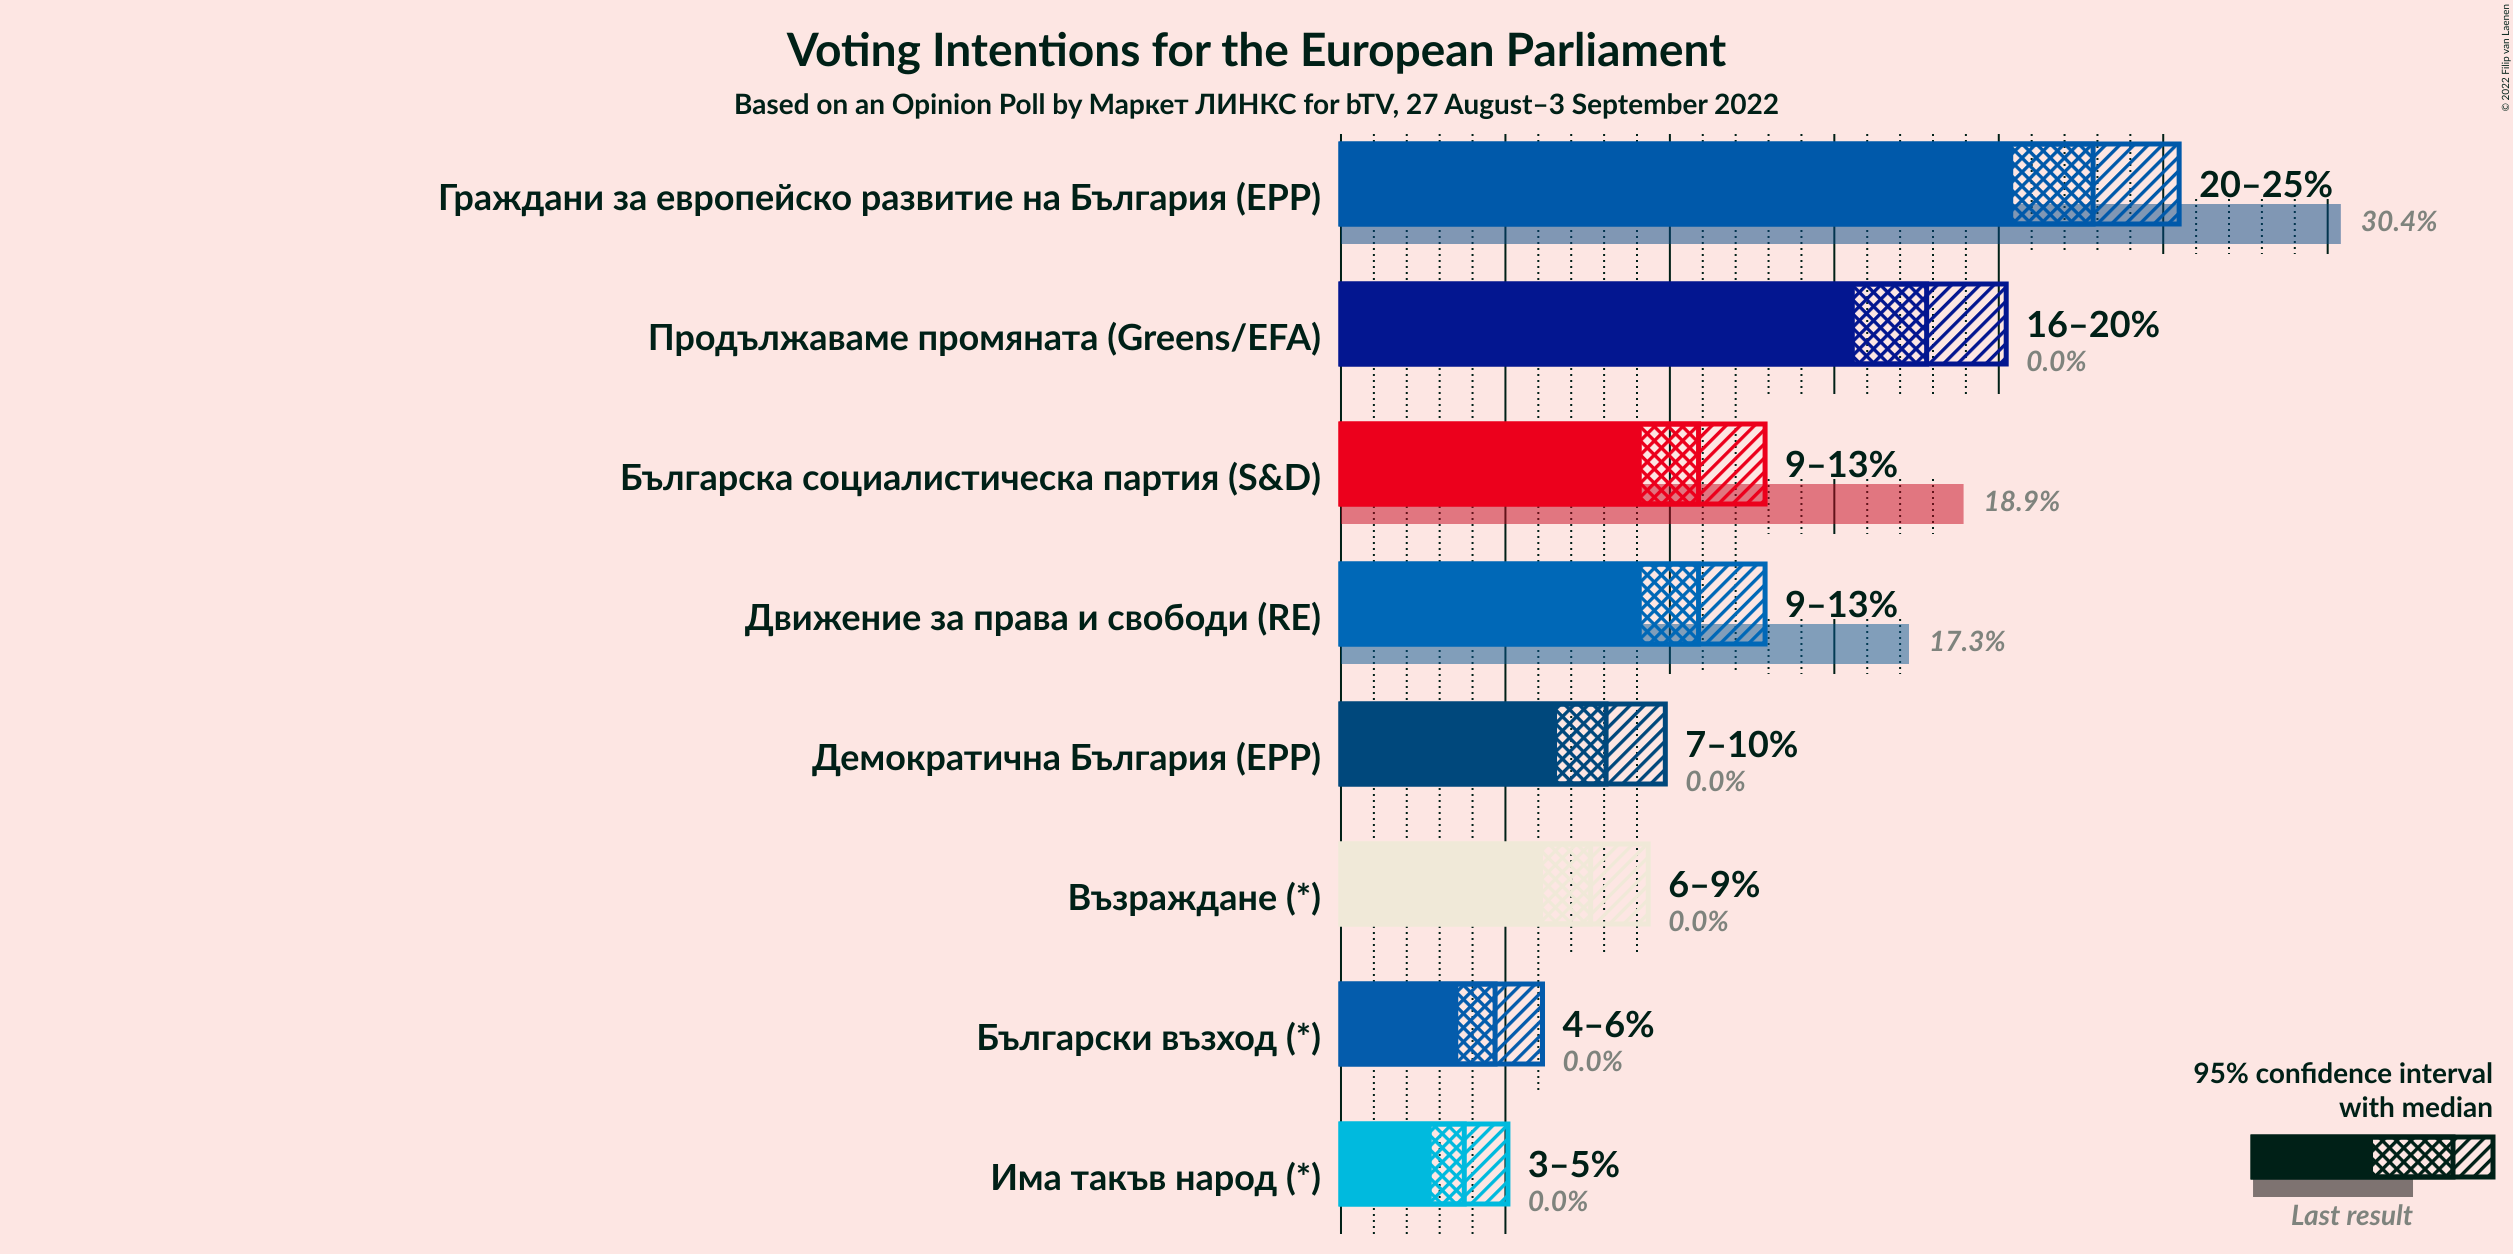 Voting Intentions for the European Parliament
Based on an Opinion Poll by Маркет ЛИНКС for bTV, 27 August–3 September 2022
© 2022 Filip van Laenen
Граждани за европейско развитие на България (EPP)
20–25%
30.4%
Продължаваме промяната (Greens/EFA)
16–20%
0.0%
Българска социалистическа партия (S&D)
9–13%
18.9%
Движение за права и свободи (RE)
9–13%
17.3%
Демократична България (EPP)
7–10%
0.0%
Възраждане (*)
6–9%
0.0%
Български възход (*)
4–6%
0.0%
Има такъв народ (*)
3–5%
0.0%
95% confidence interval
with median
Last result